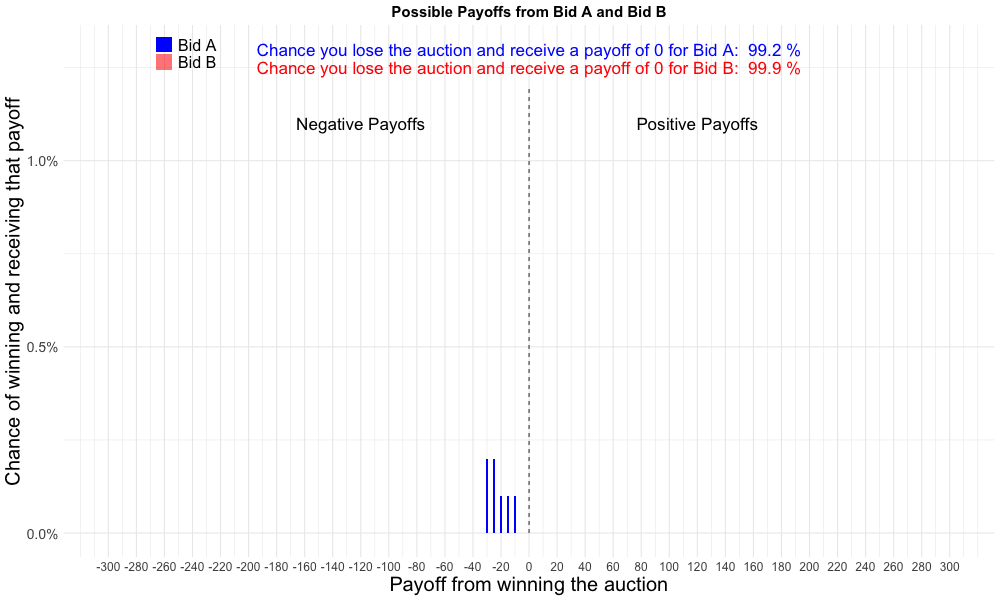 Possible Payoffs from Bid A and Bid B
Bid A
Bid B
Chance you lose the auction and receive a payoff of 0 for Bid A: 99.2 %
Chance you lose the auction and receive a payoff of 0 for Bid B: 99.9 %
Negative Payoffs
Positive Payoffs
Chance of winning and receiving that payoff
1.0%
0.5%
0.0%
-300 -280 -260 -240 -220 -200 -180 -160 -140 -120 -100 -80 -60 -40 -20 0 20 40 60 80 100 120 140 160 180 200 220 240 260 280 300
Payoff from winning the auction